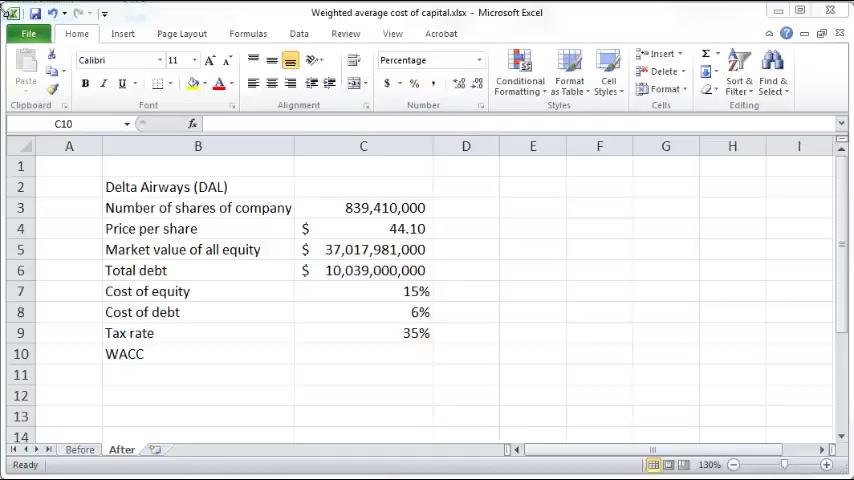 Weighted average cost of capital.xlsx - Microsoft Excel
File Home Insert Page Layout Formulas Data Review View Acrobat
Calibri 11 Percentage Insert Σ
Paste B I U $ % , Conditional Formatting Format as Table Cell Styles Delete Format Sort & Filter Find & Select
Clipboard Font Alignment Number Styles Cells Editing
C10 fx
A B C D E F G H I
1
2 Delta Airways (DAL)
3 Number of shares of company 839,410,000
4 Price per share $ 44.10
5 Market value of all equity $ 37,017,981,000
6 Total debt $ 10,039,000,000
7 Cost of equity 15%
8 Cost of debt 6%
9 Tax rate 35%
10 WACC
11
12
13
14
Before After
Ready 130%